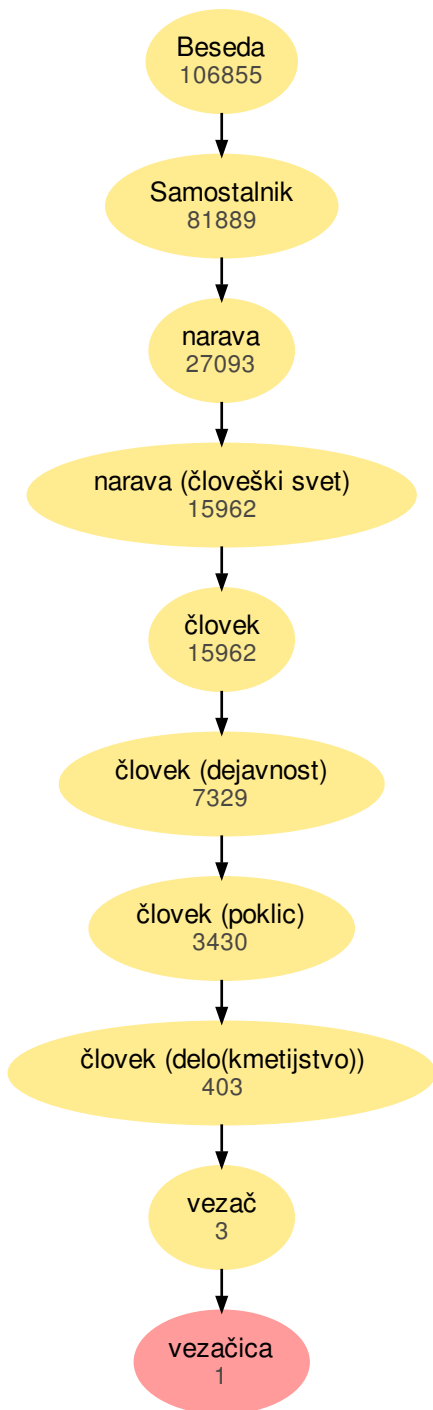 Beseda
106855
Samostalnik
81889
narava
27093
narava (človeški svet)
15962
človek
15962
človek (dejavnost)
7329
človek (poklic)
3430
človek (delo(kmetijstvo))
403
vezač
3
vezačica
1